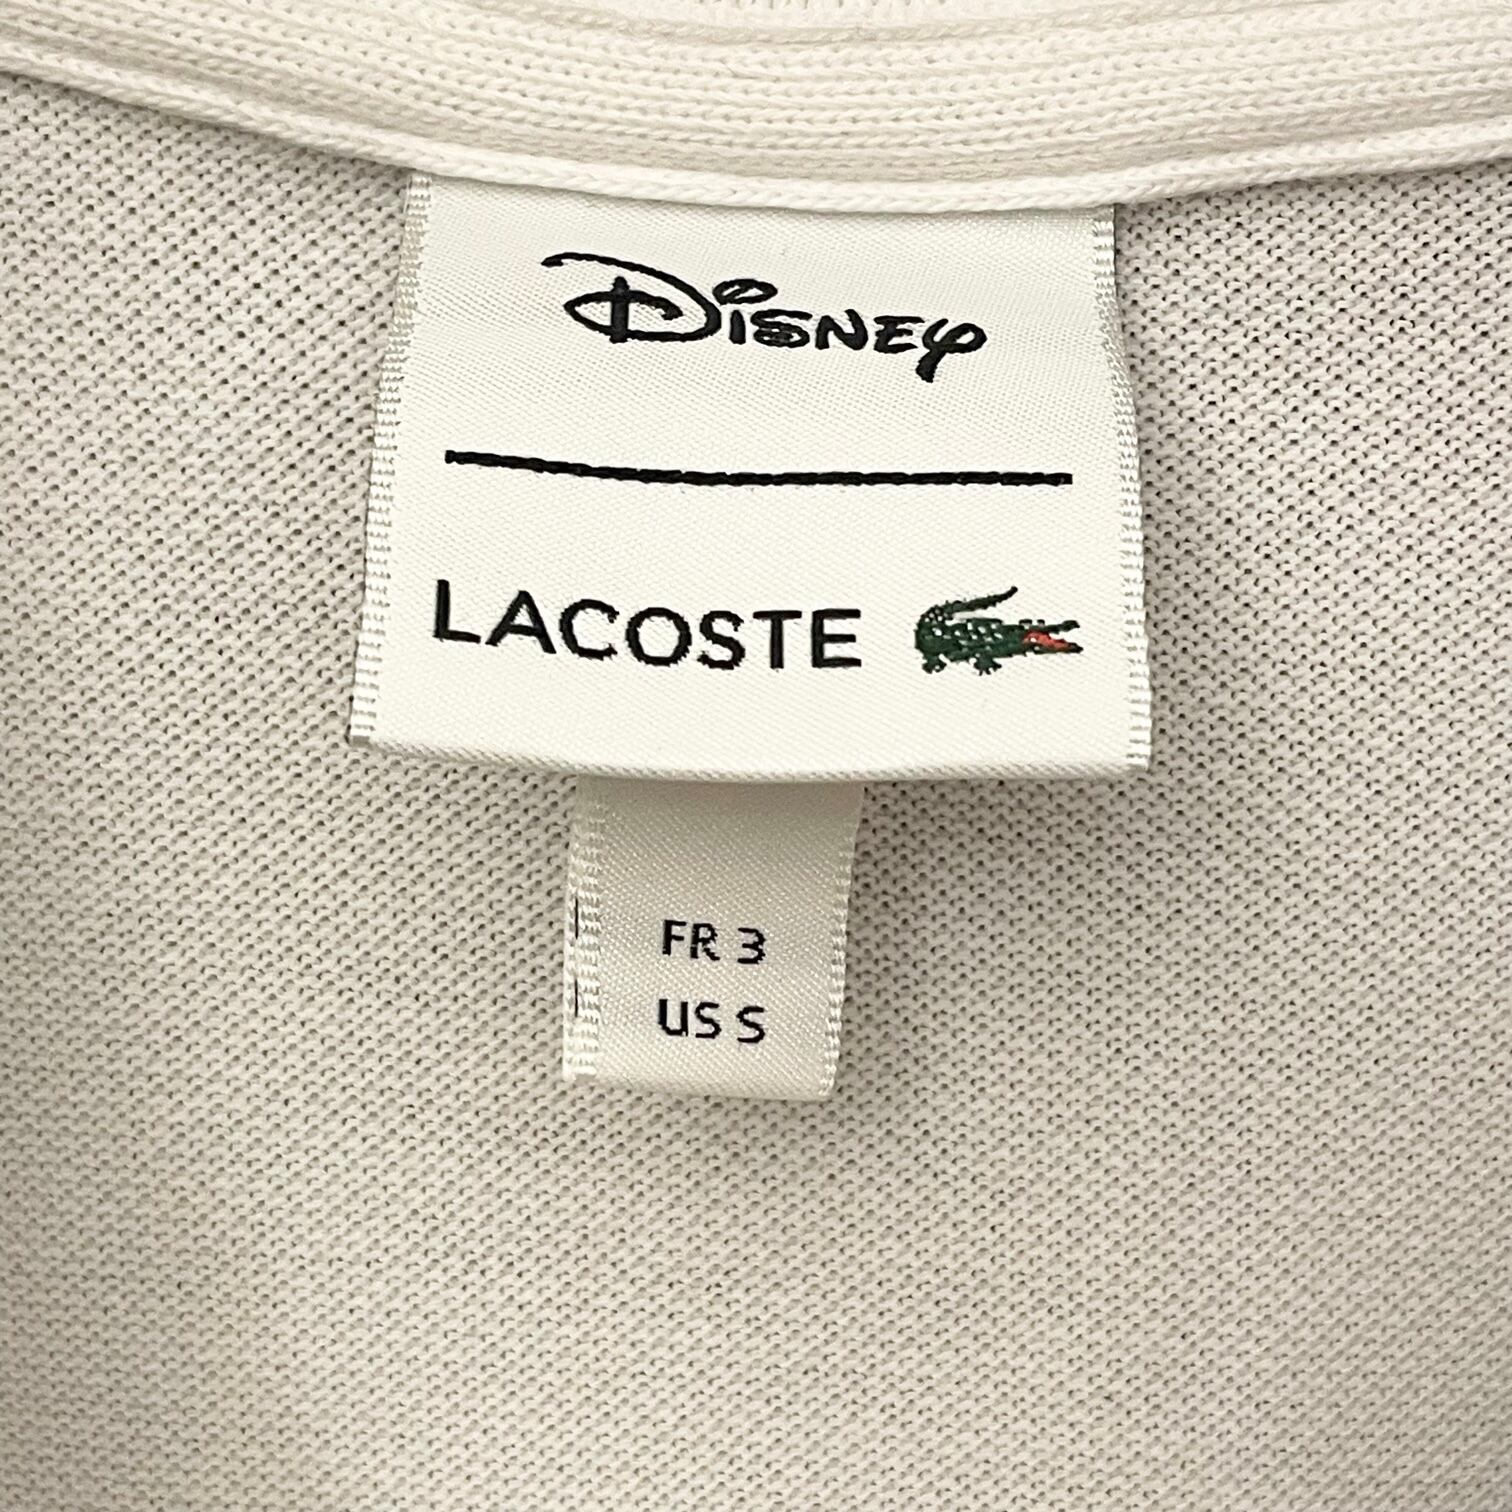 Disney
LACOSTE
FR 3
US S